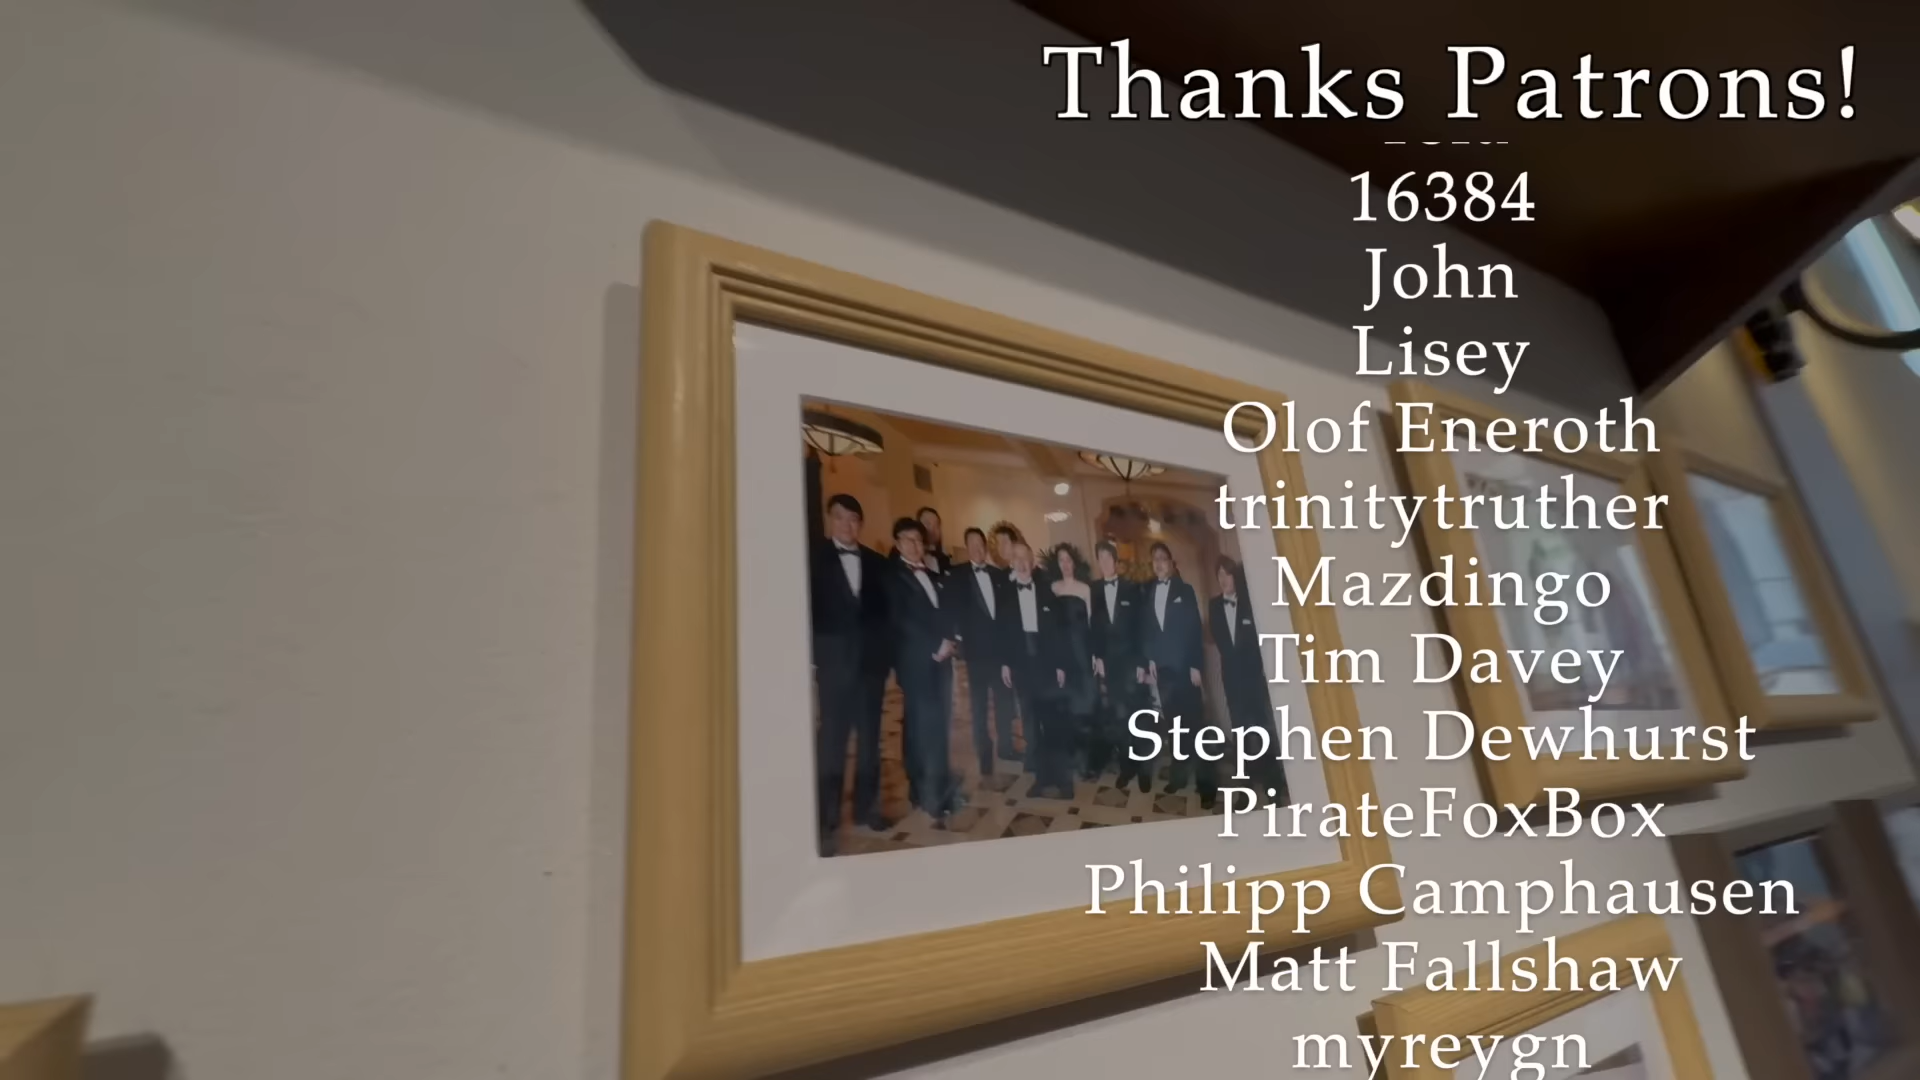 Thanks Patrons!
16384
John
Lisey
Olof Eneroth
trinitytruther
Mazdingo
Tim Davey
Stephen Dewhurst
PirateFoxBox
Philipp Camphausen
Matt Fallshaw
myreygn